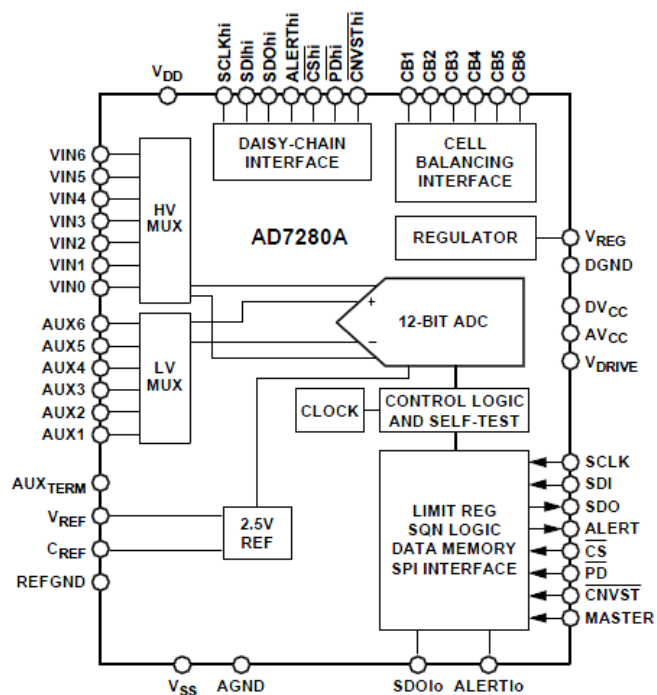 SCLKhi
SDIhi
SDOhi
ALERThi
CShi
PDhi
CNVSThi
CB1
CB2
CB3
CB4
CB5
CB6
VDD
DAISY-CHAIN
INTERFACE
CELL
BALANCING
INTERFACE
VIN6
VIN5
VIN4
VIN3
VIN2
VIN1
VIN0
HV
MUX
AD7280A
REGULATOR
VREG
DGND
DVCC
AVCC
VDRIVE
+
12-BIT ADC
−
AUX6
AUX5
AUX4
AUX3
AUX2
AUX1
LV
MUX
CLOCK
CONTROL LOGIC
AND SELF-TEST
AUXTERM
VREF
CREF
REFGND
2.5V
REF
LIMIT REG
SQN LOGIC
DATA MEMORY
SPI INTERFACE
SCLK
SDI
SDO
ALERT
CS
PD
CNVST
MASTER
VSS
AGND
SDOlo
ALERTlo